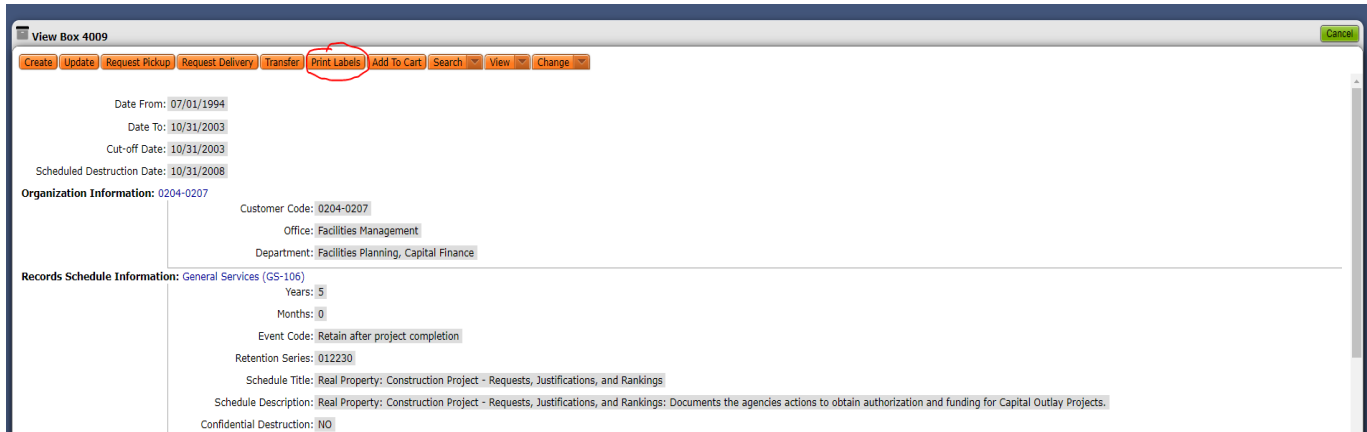 View Box 4009 Cancel
Create Update Request Pickup Request Delivery Transfer Print Labels Add To Cart Search View Change
Date From: 07/01/1994
Date To: 10/31/2003
Cut-off Date: 10/31/2003
Scheduled Destruction Date: 10/31/2008
Organization Information: 0204-0207
Customer Code: 0204-0207
Office: Facilities Management
Department: Facilities Planning, Capital Finance
Records Schedule Information: General Services (GS-106)
Years: 5
Months: 0
Event Code: Retain after project completion
Retention Series: 012230
Schedule Title: Real Property: Construction Project - Requests, Justifications, and Rankings
Schedule Description: Real Property: Construction Project - Requests, Justifications, and Rankings: Documents the agencies actions to obtain authorization and funding for Capital Outlay Projects.
Confidential Destruction: NO